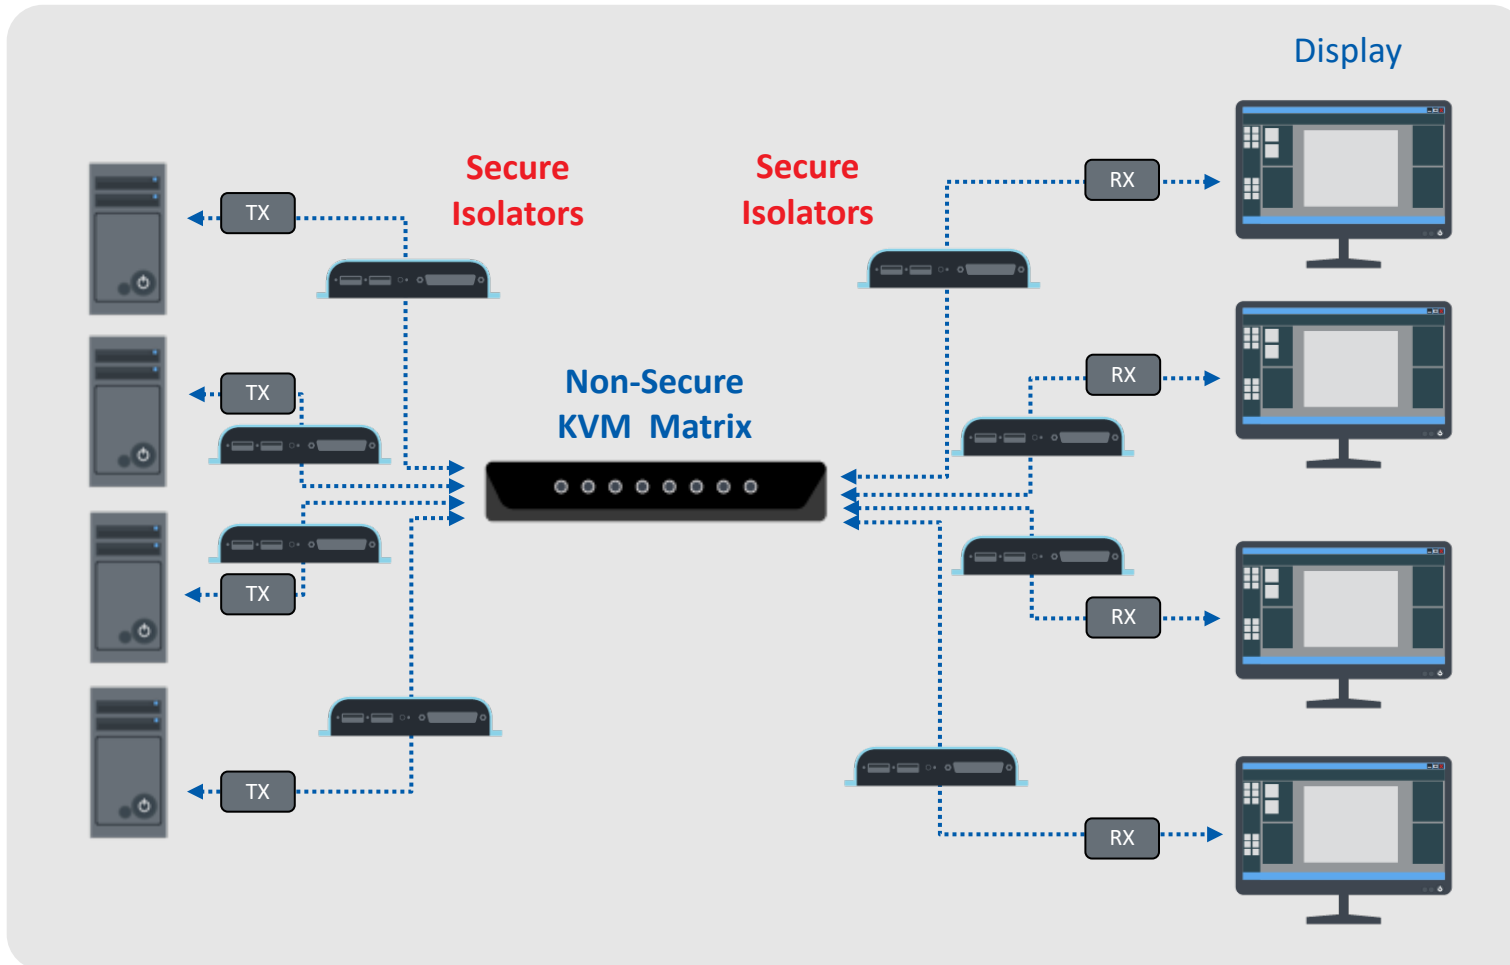 Display
Secure
Isolators
Secure
Isolators
TX
RX
Non-Secure
KVM  Matrix
TX
RX
TX
RX
TX
RX